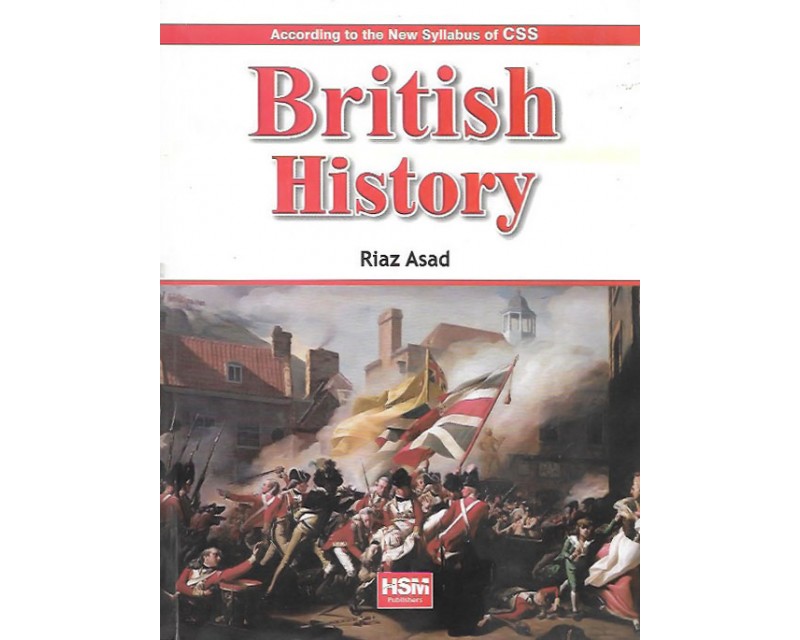 According to the New Syllabus of CSS
British
History
Riaz Asad
HSM
Publishers